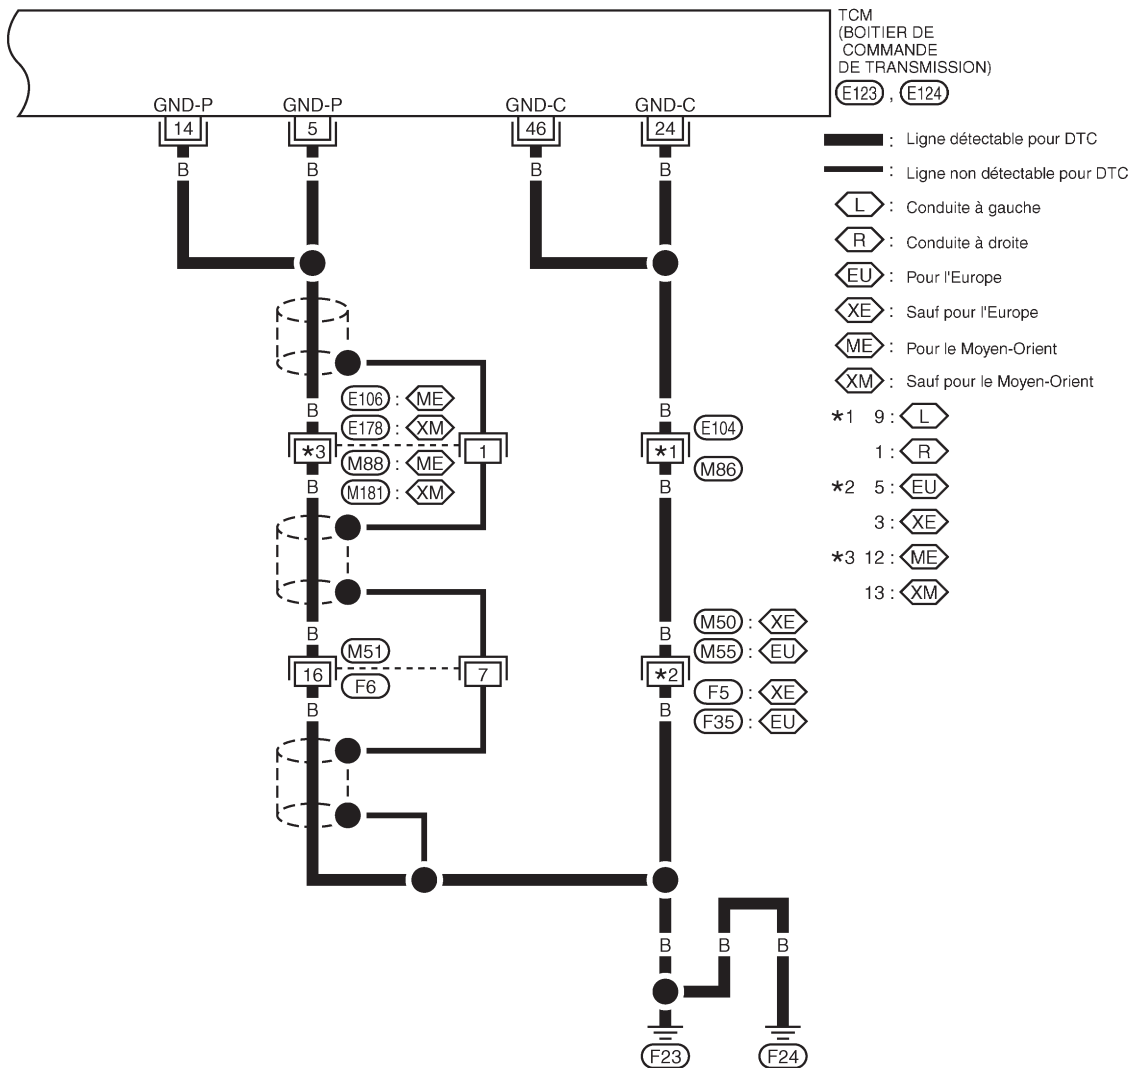 TCM
(BOITIER DE
COMMANDE
DE TRANSMISSION)
E123 , E124
GND-P GND-P GND-C GND-C
14 5 46 24
B B B B
: Ligne détectable pour DTC
: Ligne non détectable pour DTC
L : Conduite à gauche
R : Conduite à droite
EU : Pour l'Europe
XE : Sauf pour l'Europe
ME : Pour le Moyen-Orient
XM : Sauf pour le Moyen-Orient
*1 9 : L
1 : R
*2 5 : EU
3 : XE
*3 12 : ME
13 : XM
E106 : ME
B B
E178 : XM
E104
*3 1 *1
M88 : ME
M86
B B
M181 : XM
M50 : XE
B B
M51
M55 : EU
16 7 *2
F6
F5 : XE
B B
F35 : EU
B B B
F23 F24